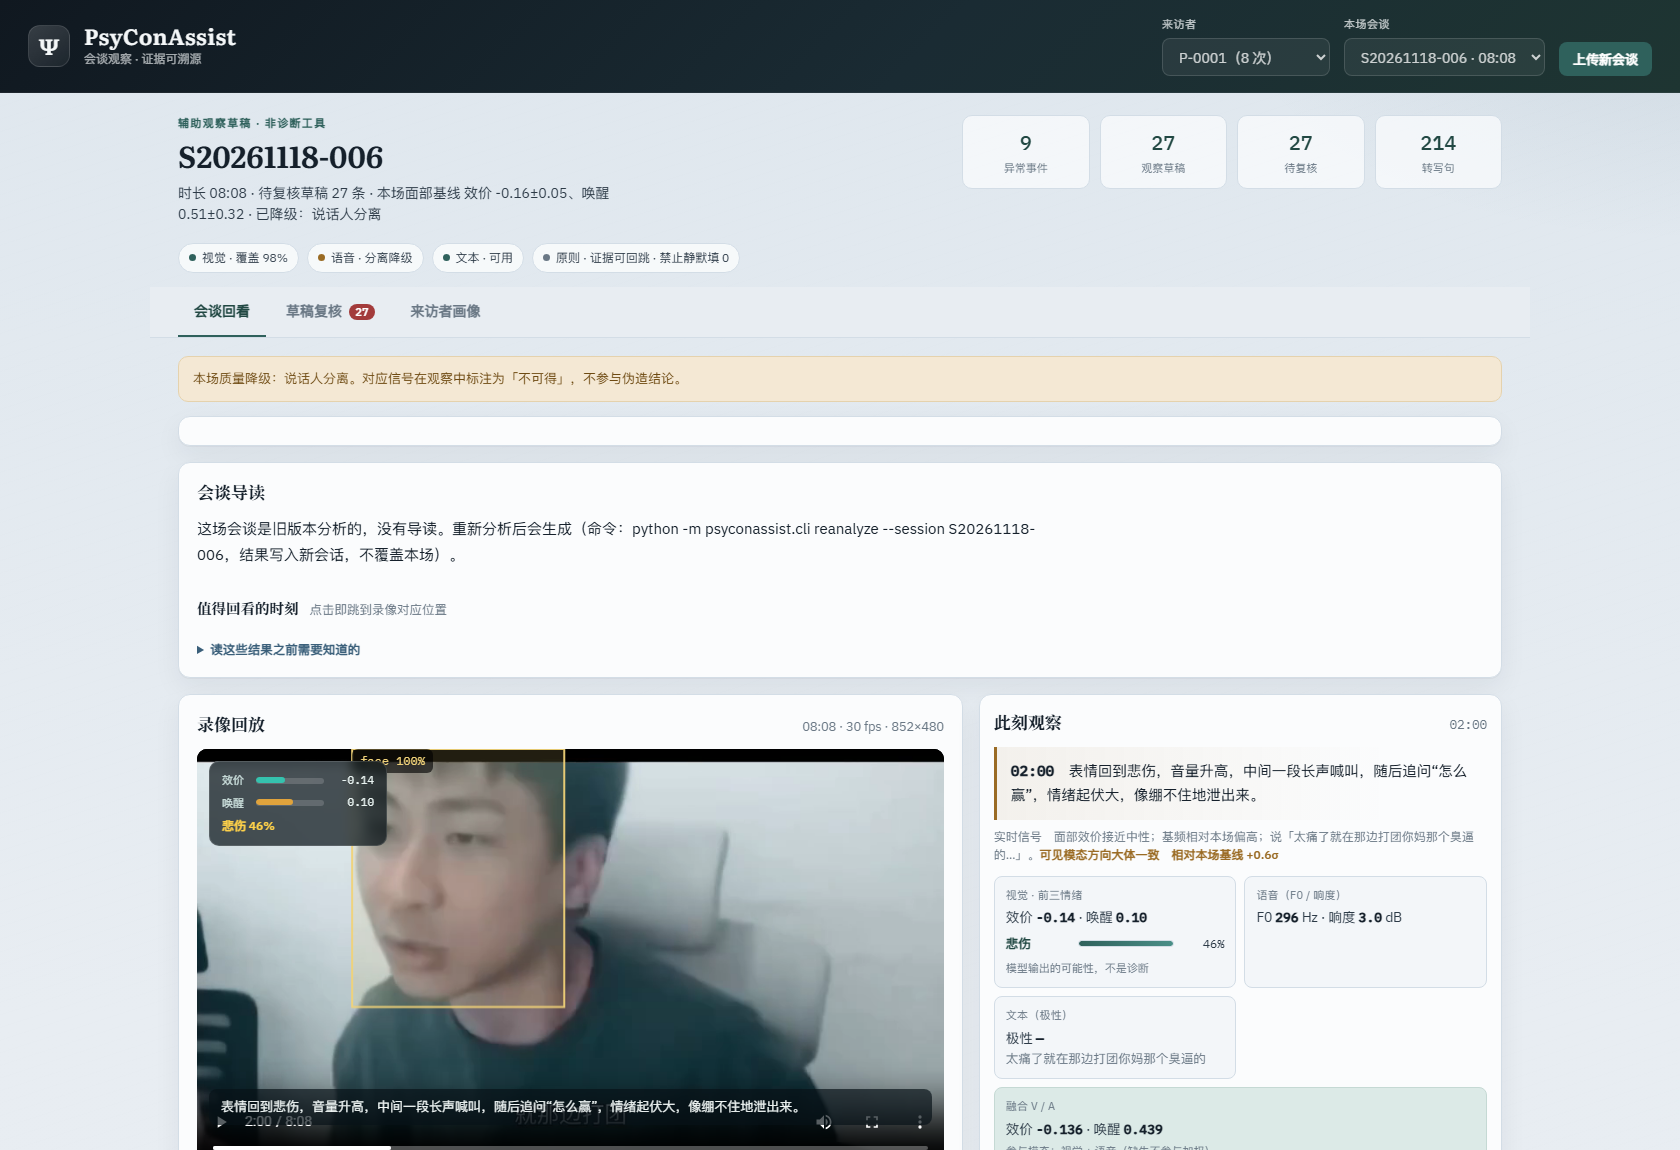 Ψ
PsyConAssist
会谈观察 · 证据可溯源
来访者
P-0001（8 次）
本场会谈
S20261118-006 · 08:08
上传新会谈
辅助观察草稿 · 非诊断工具
S20261118-006
时长 08:08 · 待复核草稿 27 条 · 本场面部基线 效价 -0.16±0.05、唤醒
0.51±0.32 · 已降级：说话人分离
9
异常事件
27
观察草稿
27
待复核
214
转写句
视觉 · 覆盖 98%
语音 · 分离降级
文本 · 可用
原则 · 证据可回跳 · 禁止静默填 0
会谈回看
草稿复核 27
来访者画像
本场质量降级：说话人分离。对应信号在观察中标注为「不可得」，不参与伪造结论。
会谈导读
这场会谈是旧版本分析的，没有导读。重新分析后会生成（命令：python -m psyconassist.cli reanalyze --session S20261118-
006，结果写入新会话，不覆盖本场）。
值得回看的时刻 点击即跳到录像对应位置
读这些结果之前需要知道的
录像回放
08:08 · 30 fps · 852×480
face 100%
效价 -0.14
唤醒 0.10
悲伤 46%
表情回到悲伤，音量升高，中间一段长声喊叫，随后追问“怎么赢”，情绪起伏大，像绷不住地泄出来。
就那边打团
2:00 / 8:08
此刻观察
02:00
02:00 表情回到悲伤，音量升高，中间一段长声喊叫，随后追问“怎么
赢”，情绪起伏大，像绷不住地泄出来。
实时信号 面部效价接近中性；基频相对本场偏高；说「太痛了就在那边打团你妈那个臭逼
的…」。可见模态方向大体一致 相对本场基线 +0.6σ
视觉 · 前三情绪
效价 -0.14 · 唤醒 0.10
悲伤 46%
模型输出的可能性，不是诊断
语音（F0 / 响度）
F0 296 Hz · 响度 3.0 dB
文本（极性）
极性 —
太痛了就在那边打团你妈那个臭逼的
融合 V / A
效价 -0.136 · 唤醒 0.439